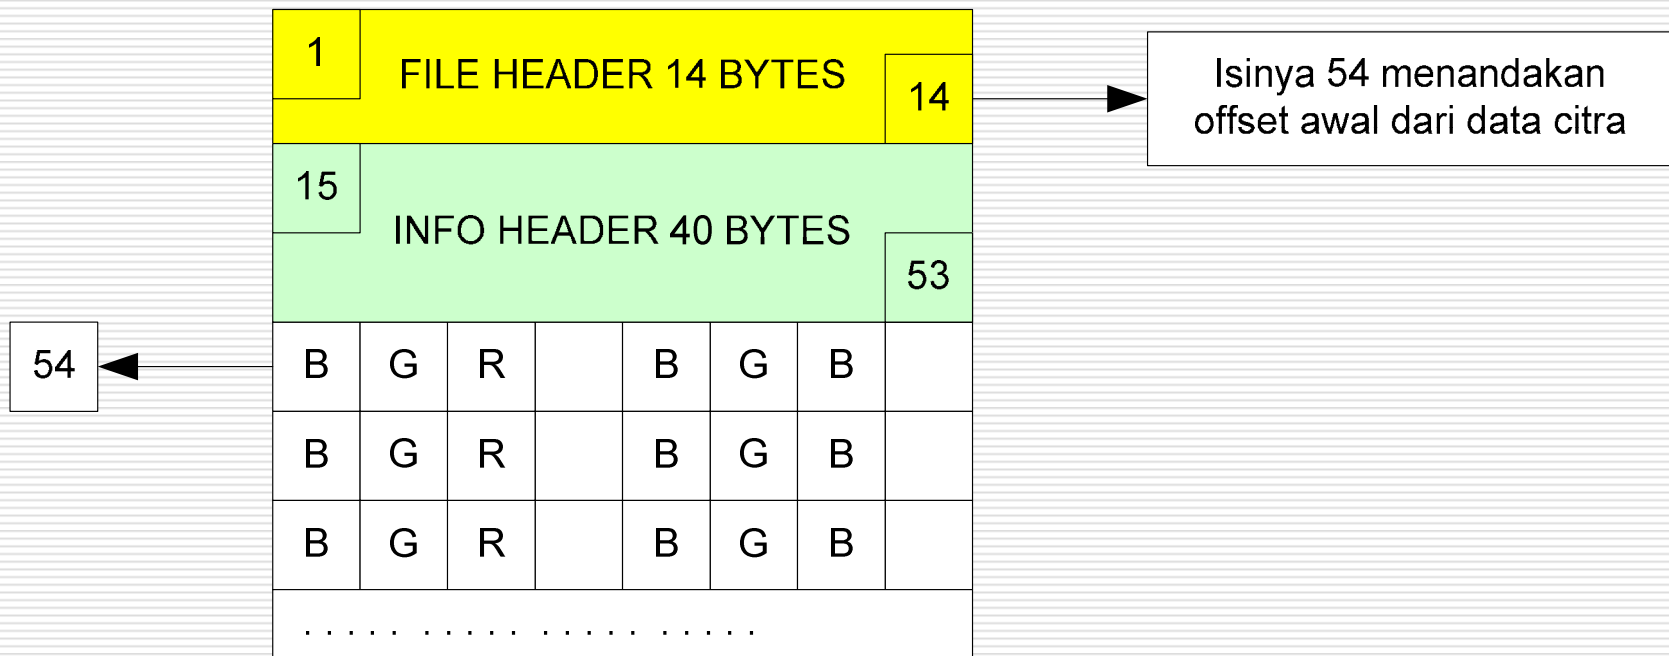 1
FILE HEADER 14 BYTES
14
Isinya 54 menandakan
offset awal dari data citra
15
INFO HEADER 40 BYTES
53
54
B G R B G B
B G R B G B
B G R B G B
. . . . . . . . . . . . . . . . . . . .